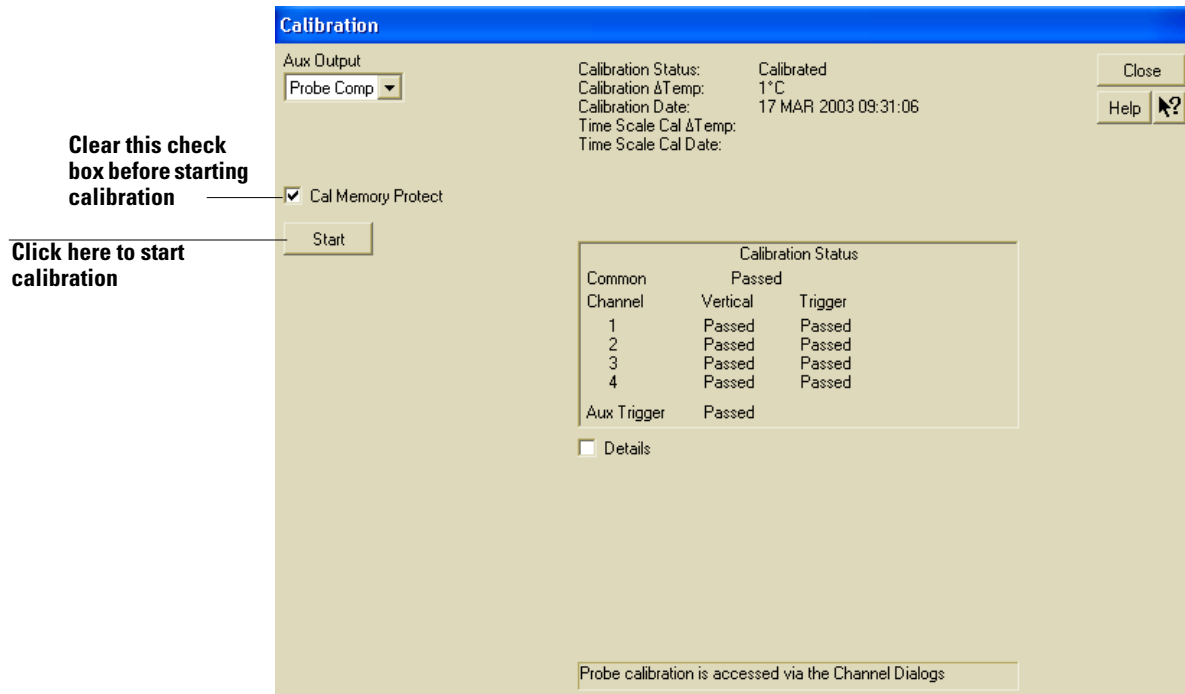 Calibration
Aux Output
Probe Comp
Calibration Status: Calibrated
Calibration ΔTemp: 1°C
Calibration Date: 17 MAR 2003 09:31:06
Time Scale Cal ΔTemp:
Time Scale Cal Date:
Close
Help ?
Clear this check
box before starting
calibration
Cal Memory Protect
Start
Click here to start
calibration
Calibration Status
Common Passed
Channel Vertical Trigger
1 Passed Passed
2 Passed Passed
3 Passed Passed
4 Passed Passed
Aux Trigger Passed
Details
Probe calibration is accessed via the Channel Dialogs